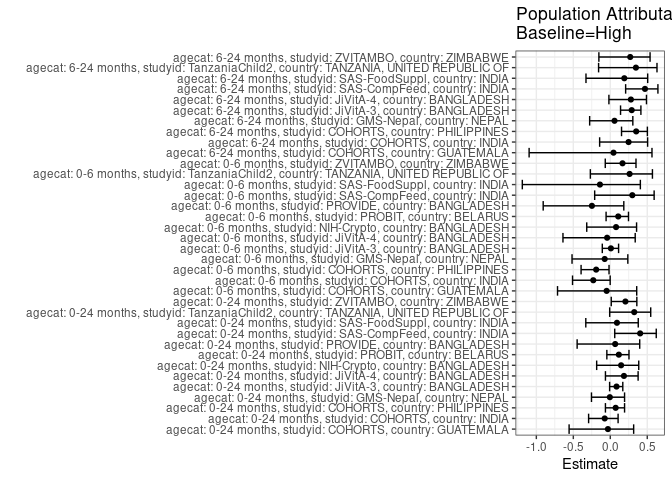 Population Attributa
Baseline=High
agecat: 6-24 months, studyid: ZVITAMBO, country: ZIMBABWE
agecat: 6-24 months, studyid: TanzaniaChild2, country: TANZANIA, UNITED REPUBLIC OF
agecat: 6-24 months, studyid: SAS-FoodSuppl, country: INDIA
agecat: 6-24 months, studyid: SAS-CompFeed, country: INDIA
agecat: 6-24 months, studyid: JiVitA-4, country: BANGLADESH
agecat: 6-24 months, studyid: JiVitA-3, country: BANGLADESH
agecat: 6-24 months, studyid: GMS-Nepal, country: NEPAL
agecat: 6-24 months, studyid: COHORTS, country: PHILIPPINES
agecat: 6-24 months, studyid: COHORTS, country: INDIA
agecat: 6-24 months, studyid: COHORTS, country: GUATEMALA
agecat: 0-6 months, studyid: ZVITAMBO, country: ZIMBABWE
agecat: 0-6 months, studyid: TanzaniaChild2, country: TANZANIA, UNITED REPUBLIC OF
agecat: 0-6 months, studyid: SAS-FoodSuppl, country: INDIA
agecat: 0-6 months, studyid: SAS-CompFeed, country: INDIA
agecat: 0-6 months, studyid: PROVIDE, country: BANGLADESH
agecat: 0-6 months, studyid: PROBIT, country: BELARUS
agecat: 0-6 months, studyid: NIH-Crypto, country: BANGLADESH
agecat: 0-6 months, studyid: JiVitA-4, country: BANGLADESH
agecat: 0-6 months, studyid: JiVitA-3, country: BANGLADESH
agecat: 0-6 months, studyid: GMS-Nepal, country: NEPAL
agecat: 0-6 months, studyid: COHORTS, country: PHILIPPINES
agecat: 0-6 months, studyid: COHORTS, country: INDIA
agecat: 0-6 months, studyid: COHORTS, country: GUATEMALA
agecat: 0-24 months, studyid: ZVITAMBO, country: ZIMBABWE
agecat: 0-24 months, studyid: TanzaniaChild2, country: TANZANIA, UNITED REPUBLIC OF
agecat: 0-24 months, studyid: SAS-FoodSuppl, country: INDIA
agecat: 0-24 months, studyid: SAS-CompFeed, country: INDIA
agecat: 0-24 months, studyid: PROVIDE, country: BANGLADESH
agecat: 0-24 months, studyid: PROBIT, country: BELARUS
agecat: 0-24 months, studyid: NIH-Crypto, country: BANGLADESH
agecat: 0-24 months, studyid: JiVitA-4, country: BANGLADESH
agecat: 0-24 months, studyid: JiVitA-3, country: BANGLADESH
agecat: 0-24 months, studyid: GMS-Nepal, country: NEPAL
agecat: 0-24 months, studyid: COHORTS, country: PHILIPPINES
agecat: 0-24 months, studyid: COHORTS, country: INDIA
agecat: 0-24 months, studyid: COHORTS, country: GUATEMALA
-1.0 -0.5 0.0 0.5
Estimate